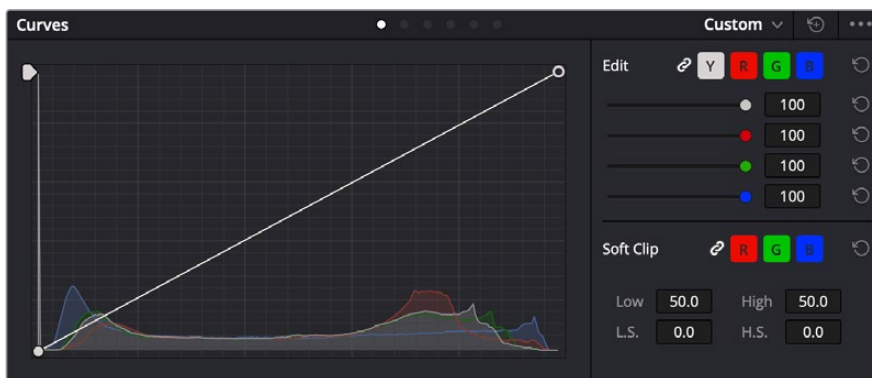 Curves Custom
Edit Y R G B
100
100
100
100
Soft Clip R G B
Low 50.0 High 50.0
L.S. 0.0 H.S. 0.0